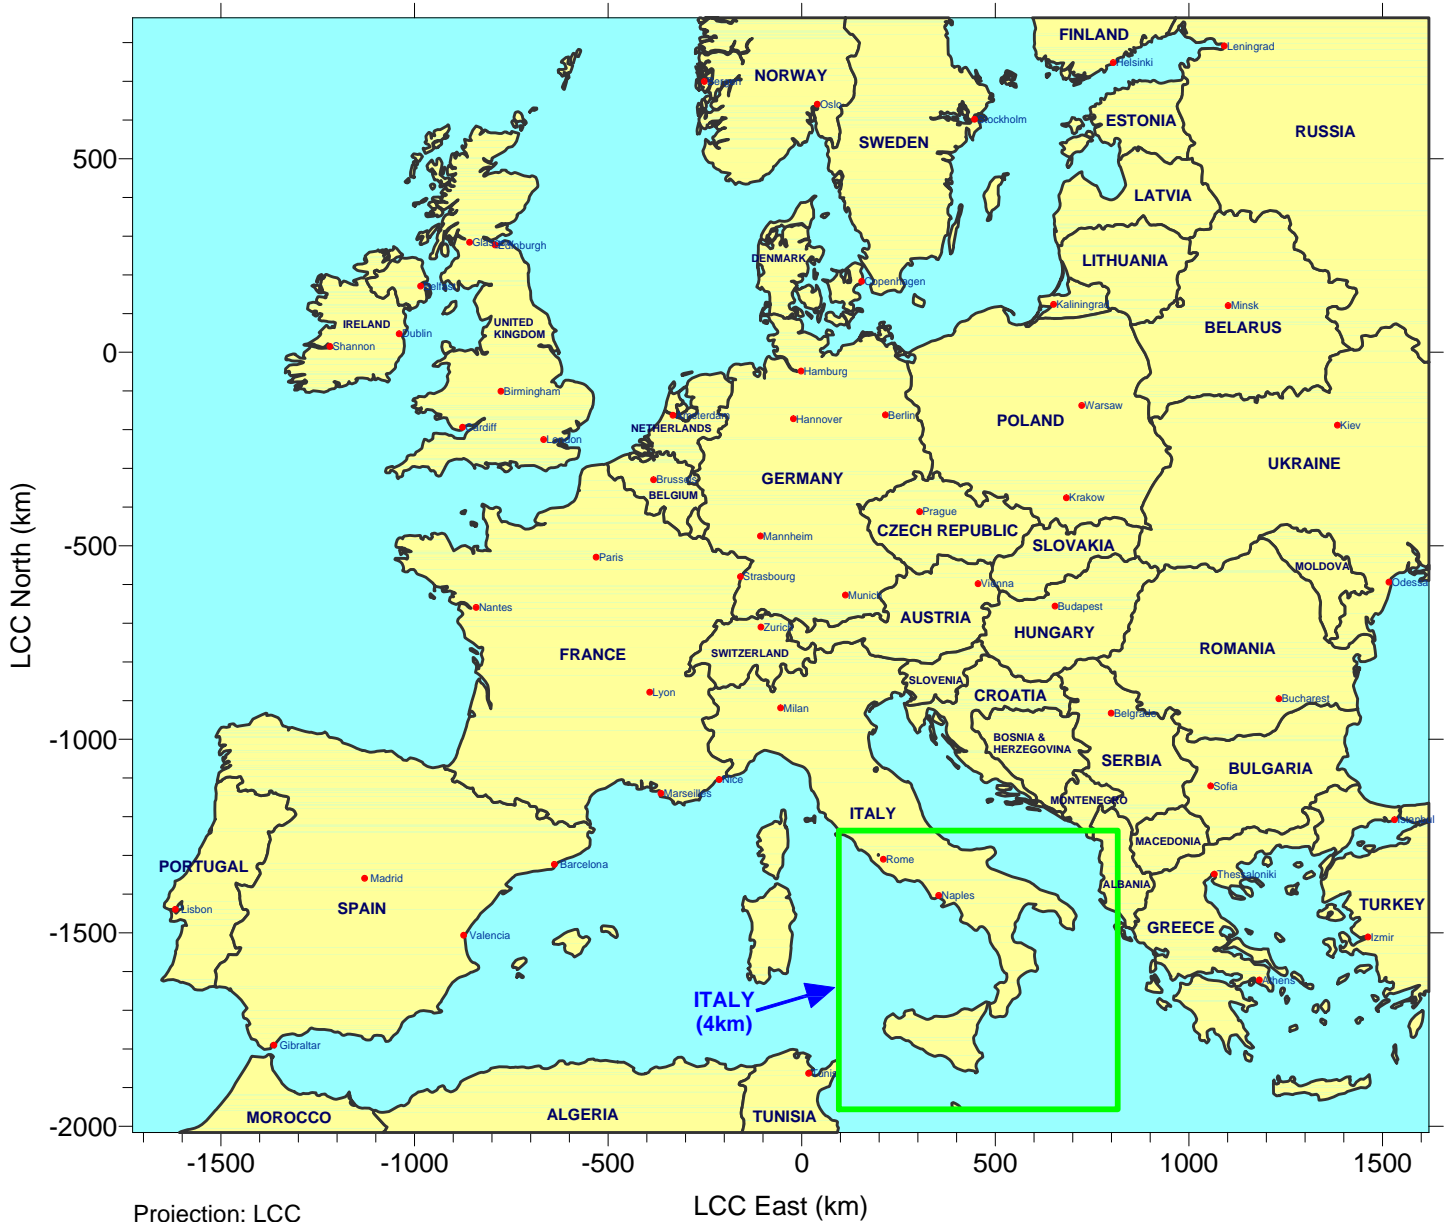 FINLAND
Leningrad
Helsinki
NORWAY
Bergen
Oslo
Stockholm
ESTONIA
RUSSIA
SWEDEN
500
LATVIA
Glasgow
Edinburgh
DENMARK
LITHUANIA
Belfast
Copenhagen
Kaliningrad
Minsk
IRELAND
UNITED
KINGDOM
Dublin
BELARUS
Shannon
0
Hamburg
Birmingham
Warsaw
Amsterdam
Hannover
Berlin
POLAND
Cardiff
NETHERLANDS
Kiev
London
UKRAINE
Brussels
GERMANY
BELGIUM
Krakow
Prague
CZECH REPUBLIC
Mannheim
-500
SLOVAKIA
Paris
MOLDOVA
Strasbourg
Vienna
Odessa
Munich
Nantes
Budapest
AUSTRIA
Zurich
HUNGARY
LCC North (km)
FRANCE
SWITZERLAND
ROMANIA
SLOVENIA
Lyon
CROATIA
Bucharest
Milan
Belgrade
-1000
BOSNIA &
HERZEGOVINA
SERBIA
BULGARIA
Nice
Sofia
Marseilles
MONTENEGRO
ITALY
Istanbul
MACEDONIA
Rome
PORTUGAL
Barcelona
Madrid
Thessaloniki
ALBANIA
Naples
TURKEY
Lisbon
SPAIN
GREECE
-1500
Valencia
Izmir
Athens
ITALY
(4km)
Gibraltar
Tunis
-2000
MOROCCO
ALGERIA
TUNISIA
-1500 -1000 -500 0 500 1000 1500
LCC East (km)
Projection: LCC